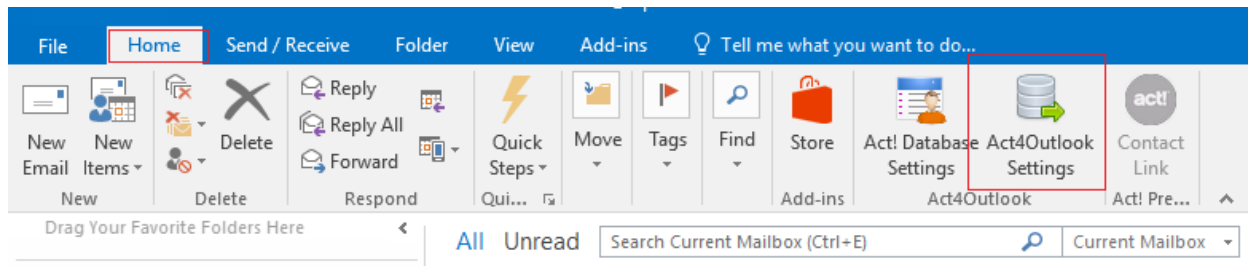 File Home Send / Receive Folder View Add-ins Tell me what you want to do...
Reply
Reply All
Forward
New Email
New Items
Delete
Quick Steps
Move
Tags
Find
Store
Act! Database Settings
Act4Outlook Settings
act!
Contact Link
New Delete Respond Qui... Add-ins Act4Outlook Act! Pre...
Drag Your Favorite Folders Here
All Unread Search Current Mailbox (Ctrl+E) Current Mailbox